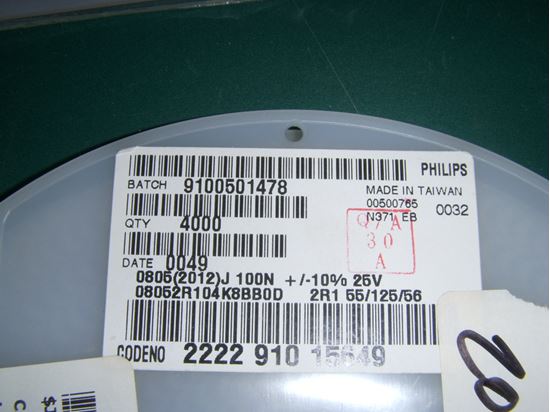 PHILIPS
BATCH 9100501478
MADE IN TAIWAN
00500765
QTY 4000
N371 EB 0032
Q/A
30
A
DATE 0049
0805(2012)J 100N +/-10% 25V
08052R104K8BB0D 2R1 55/125/56
CODENO 2222 910 15649